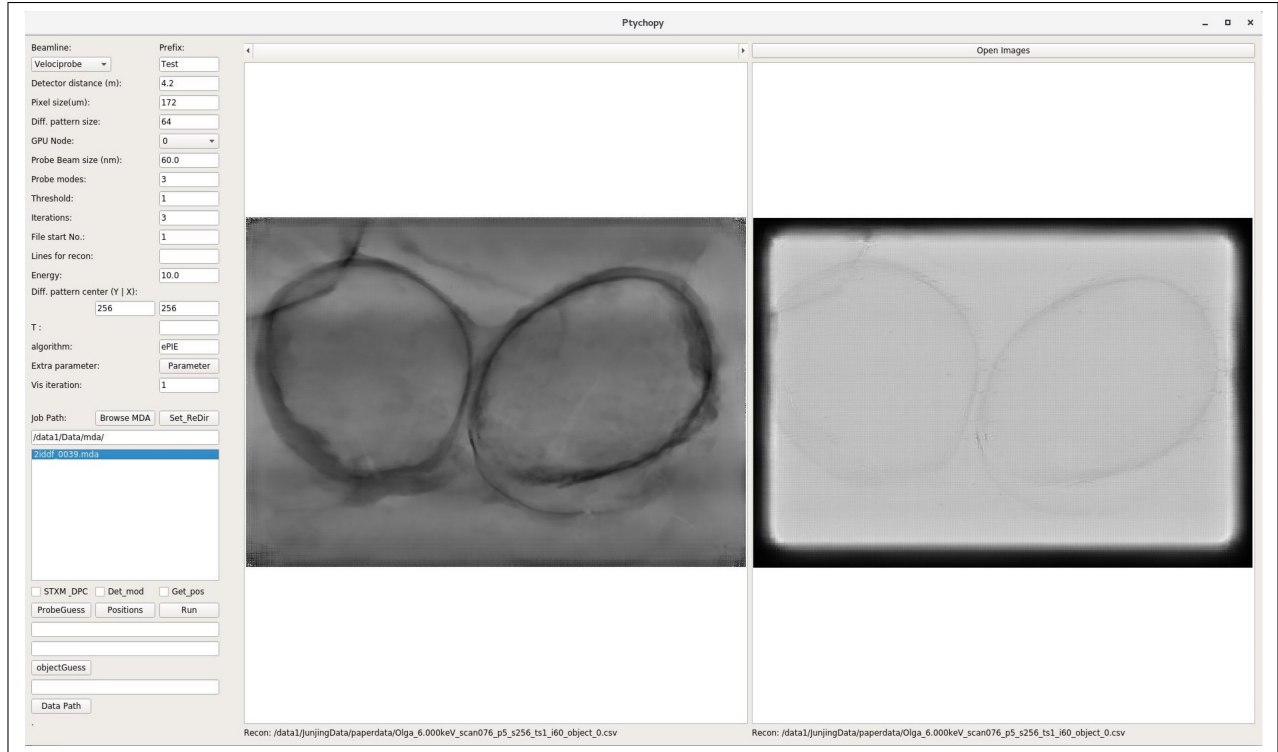 Ptychopy
Beamline: Prefix:
Velociprobe Test
Detector distance (m): 4.2
Pixel size(um): 172
Diff. pattern size: 64
GPU Node: 0
Probe Beam size (nm): 60.0
Probe modes: 3
Threshold: 1
Iterations: 3
File start No.: 1
Lines for recon:
Energy: 10.0
Diff. pattern center (Y | X):
256 256
T :
algorithm: ePIE
Extra parameter: Parameter
Vis iteration: 1
Job Path: Browse MDA Set_ReDir
/data1/Data/mda/
2iddf_0039.mda
STXM _DPC Det_mod Get_pos
ProbeGuess Positions Run
objectGuess
Data Path
.
Open Images
Recon: /data1/JunjingData/paperdata/Olga_6.000keV_scan076_p5_s256_ts1_i60_object_0.csv
Recon: /data1/JunjingData/paperdata/Olga_6.000keV_scan076_p5_s256_ts1_i60_object_0.csv